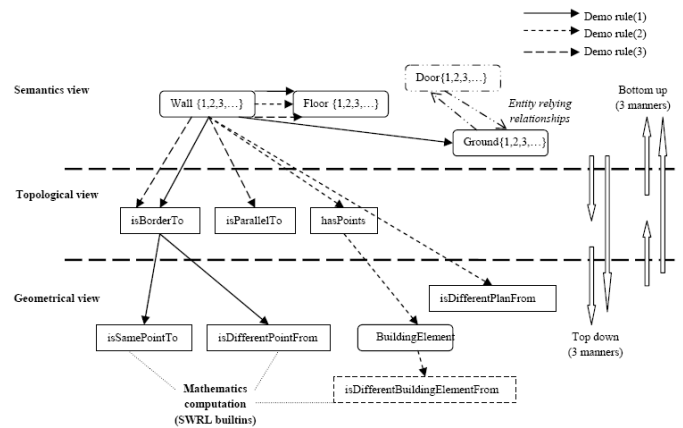 Demo rule(1)
Demo rule(2)
Demo rule(3)
Semantics view
Wall {1,2,3,…}
Floor {1,2,3,…}
Door{1,2,3,…}
Entity relying
relationships
Ground{1,2,3,…}
Bottom up
(3 manners)
Topological view
isBorderTo
isParallelTo
hasPoints
Geometrical view
isDifferentPlanFrom
isSamePointTo
isDifferentPointFrom
BuildingElement
Top down
(3 manners)
isDifferentBuildingElementFrom
Mathematics
computation
(SWRL builtins)